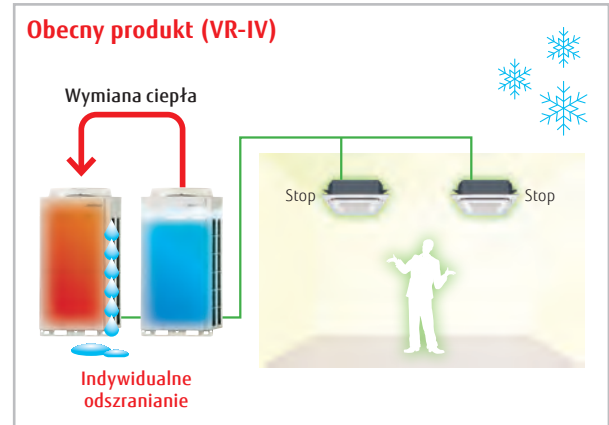 Obecny produkt (VR-IV)
Wymiana ciepła
Stop
Stop
Indywidualne
odszranianie